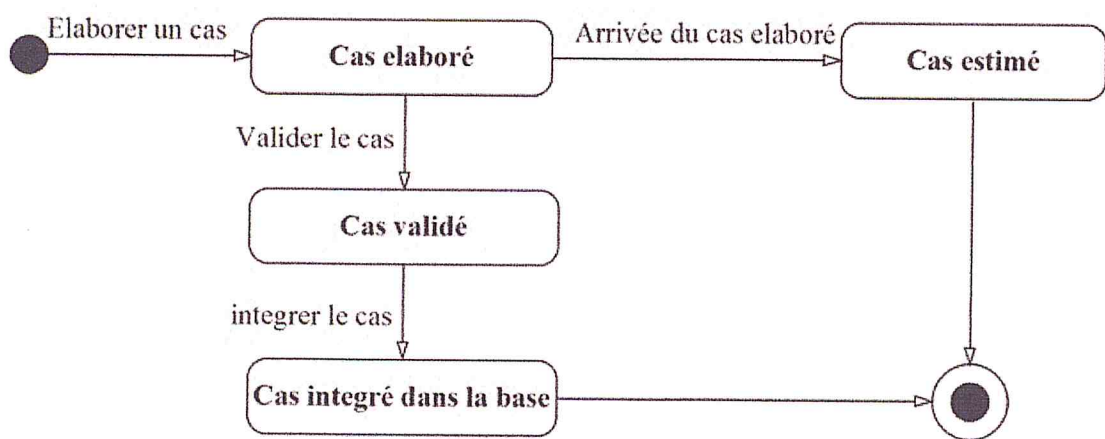 Elaborer un cas
Cas elaboré
Arrivée du cas elaboré
Cas estimé
Valider le cas
Cas validé
integrer le cas
Cas integré dans la base